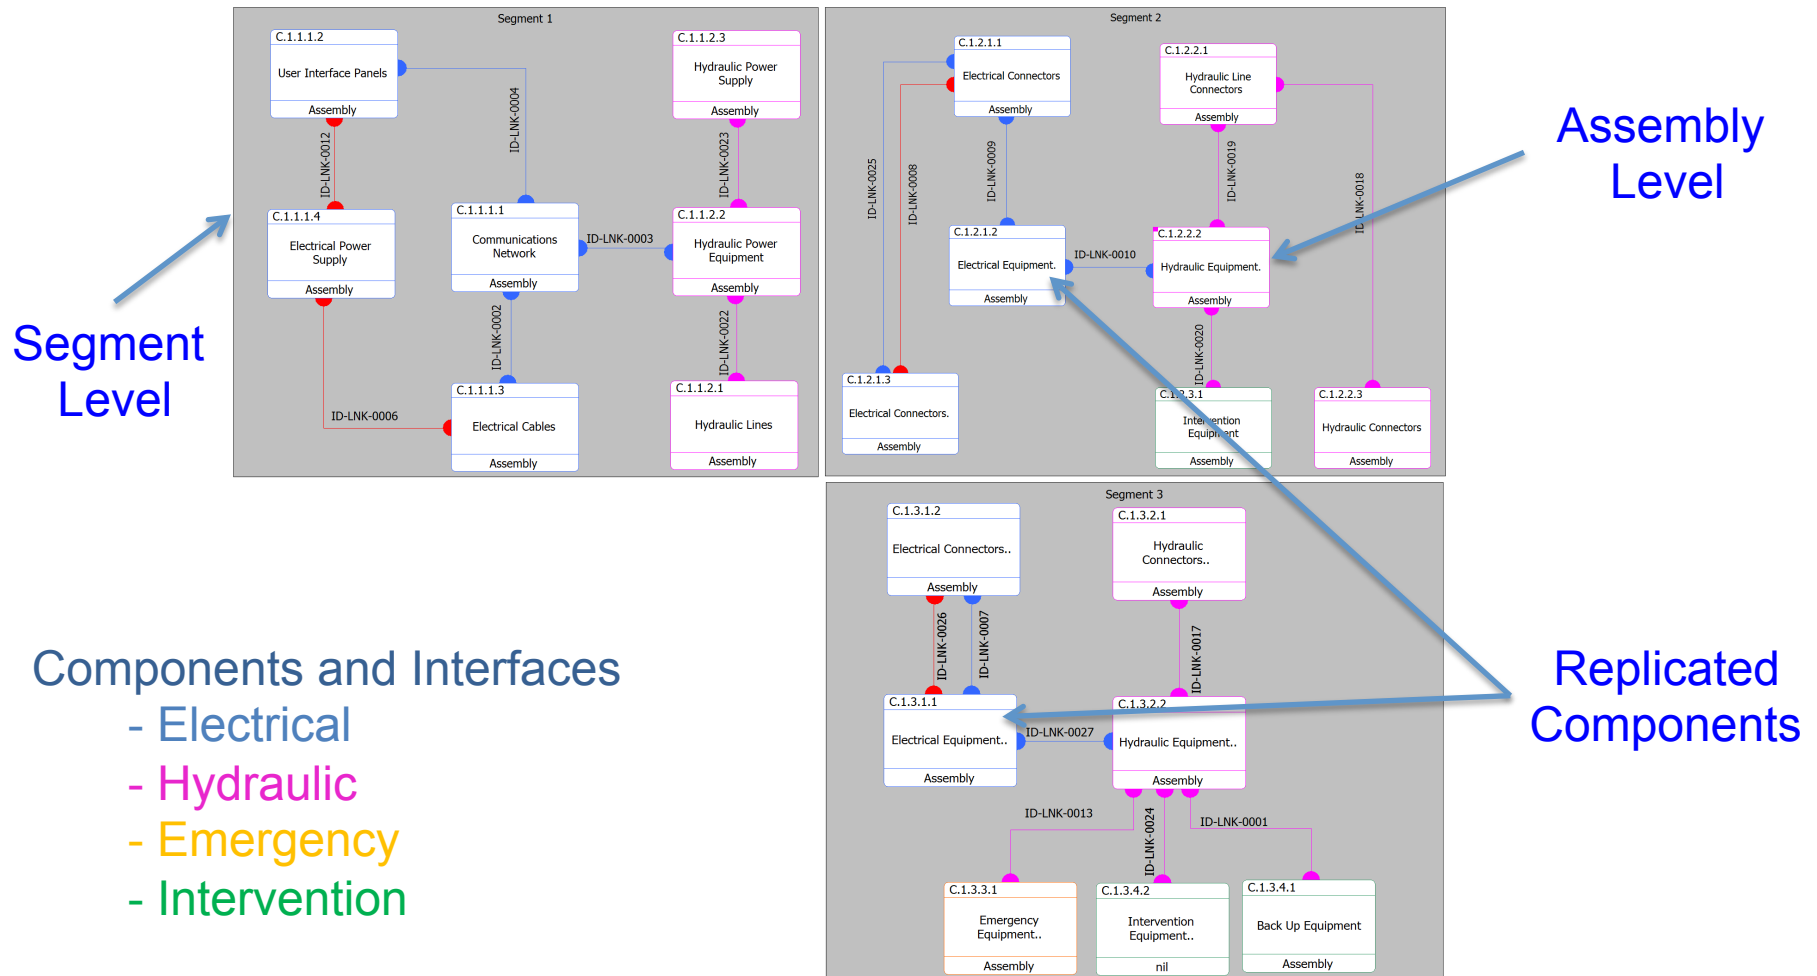 Segment 1
C.1.1.1.2
User Interface Panels
Assembly
C.1.1.2.3
Hydraulic Power
Supply
Assembly
ID-LNK-0004
ID-LNK-0012
ID-LNK-0023
C.1.1.1.4
Electrical Power
Supply
Assembly
C.1.1.1.1
Communications
Network
Assembly
ID-LNK-0003
C.1.1.2.2
Hydraulic Power
Equipment
Assembly
ID-LNK-0002
ID-LNK-0022
ID-LNK-0006
C.1.1.1.3
Electrical Cables
Assembly
C.1.1.2.1
Hydraulic Lines
Assembly
Segment 2
C.1.2.1.1
Electrical Connectors
Assembly
C.1.2.2.1
Hydraulic Line
Connectors
Assembly
ID-LNK-0025
ID-LNK-0008
ID-LNK-0009
ID-LNK-0019
ID-LNK-0018
C.1.2.1.2
Electrical Equipment.
Assembly
ID-LNK-0010
C.1.2.2.2
Hydraulic Equipment.
Assembly
ID-LNK-0020
C.1.2.1.3
Electrical Connectors.
Assembly
C.1.2.3.1
Intervention
Equipment
Assembly
C.1.2.2.3
Hydraulic Connectors
Assembly
Segment 3
C.1.3.1.2
Electrical Connectors..
Assembly
C.1.3.2.1
Hydraulic
Connectors..
Assembly
ID-LNK-0026
ID-LNK-0007
ID-LNK-0017
C.1.3.1.1
Electrical Equipment..
Assembly
ID-LNK-0027
C.1.3.2.2
Hydraulic Equipment..
Assembly
ID-LNK-0013
ID-LNK-0024
ID-LNK-0001
C.1.3.3.1
Emergency
Equipment..
Assembly
C.1.3.4.2
Intervention
Equipment..
nil
C.1.3.4.1
Back Up Equipment
Assembly
Segment
Level
Assembly
Level
Replicated
Components
Components and Interfaces
- Electrical
- Hydraulic
- Emergency
- Intervention